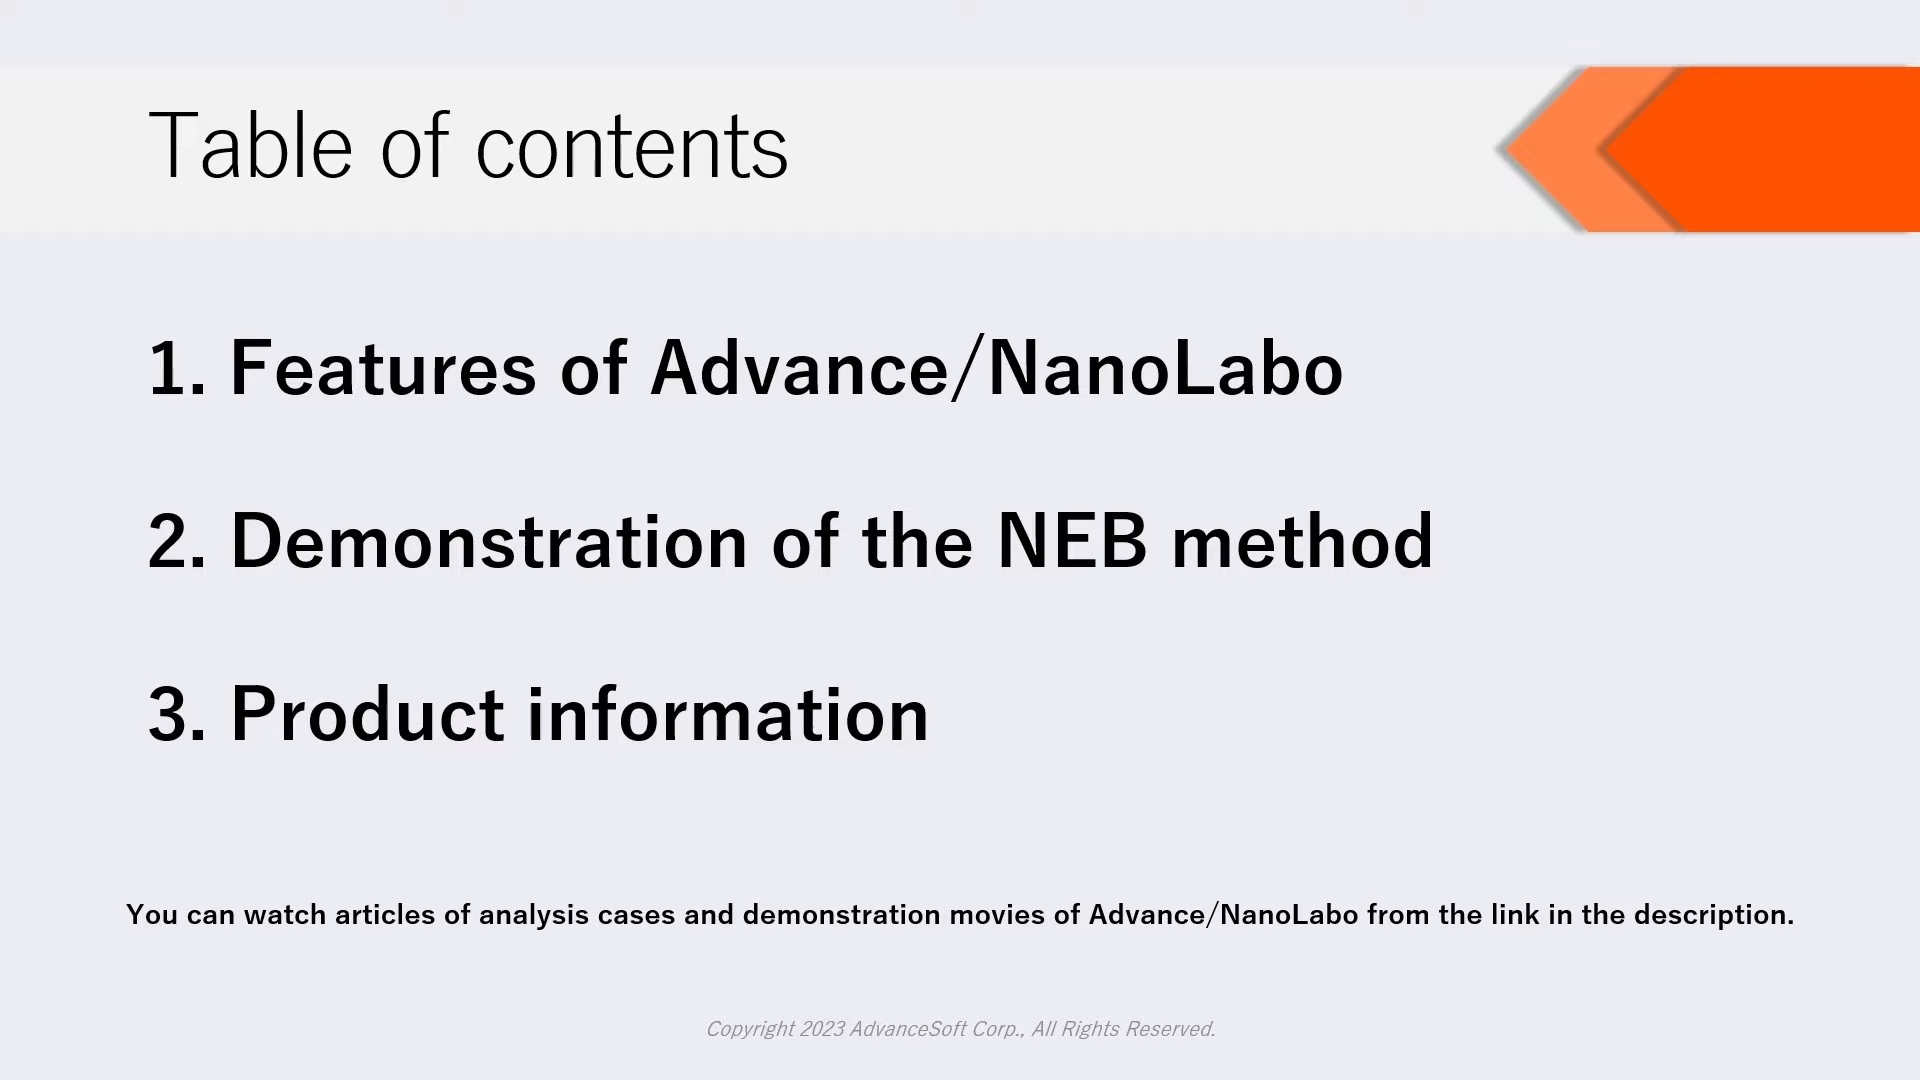 Table of contents
1. Features of Advance/NanoLabo
2. Demonstration of the NEB method
3. Product information
You can watch articles of analysis cases and demonstration movies of Advance/NanoLabo from the link in the description.
Copyright 2023 AdvanceSoft Corp., All Rights Reserved.